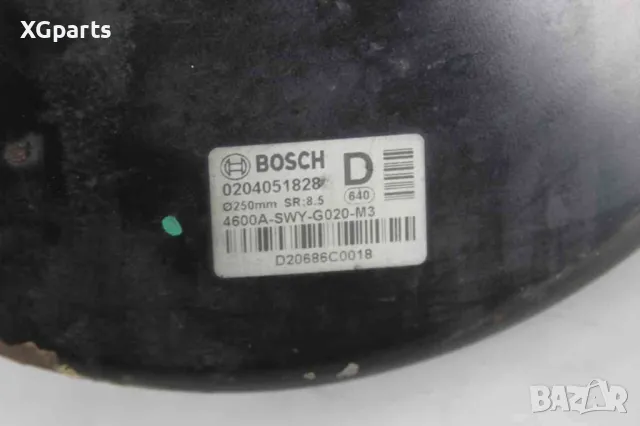 XGparts
BOSCH D
0204051828 640
Ø250mm SR:8.5
4600A-SWY-G020-M3
D20686C0018
BAZAR